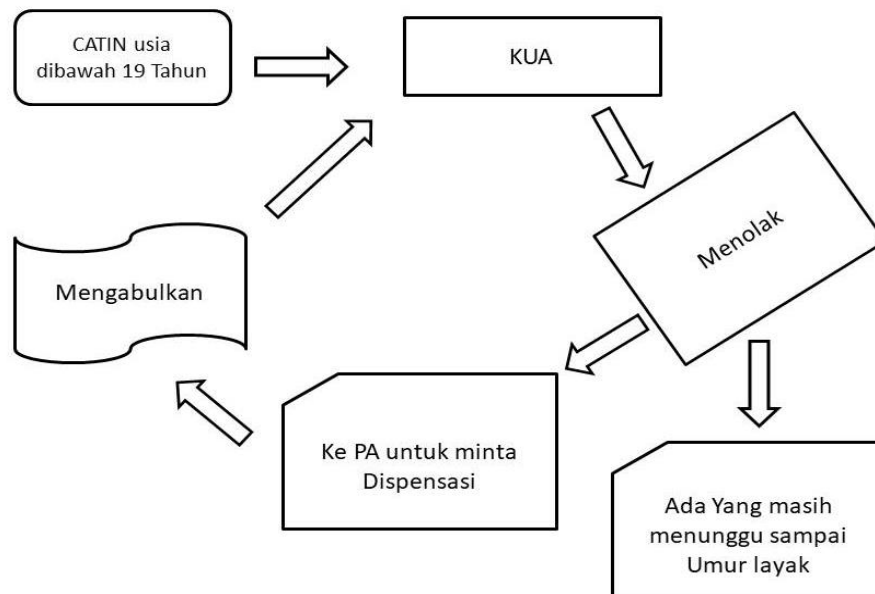 CATIN usia
dibawah 19 Tahun
KUA
Menolak
Mengabulkan
Ke PA untuk minta
Dispensasi
Ada Yang masih
menunggu sampai
Umur layak